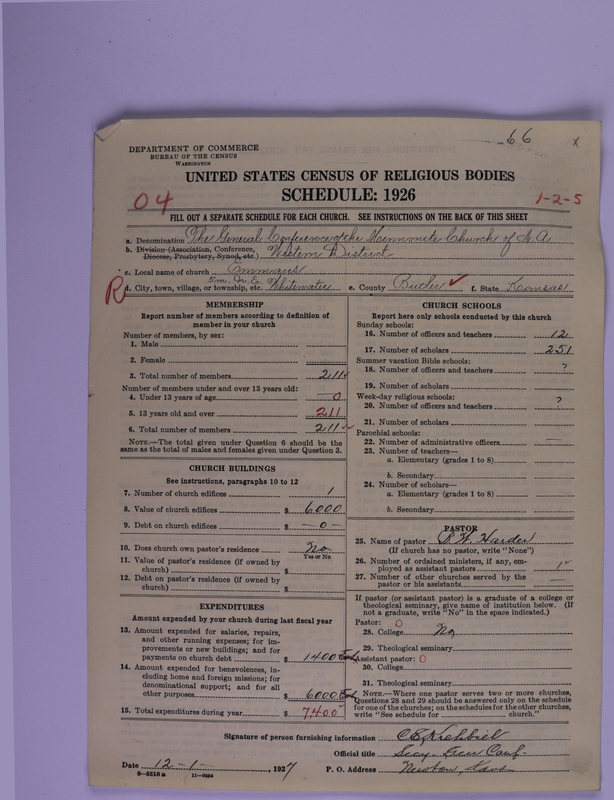 66 x
DEPARTMENT OF COMMERCE
BUREAU OF THE CENSUS
WASHINGTON
UNITED STATES CENSUS OF RELIGIOUS BODIES
SCHEDULE: 1926
04
1-2-5
FILL OUT A SEPARATE SCHEDULE FOR EACH CHURCH. SEE INSTRUCTIONS ON THE BACK OF THIS SHEET
a. Denomination The General Conference of the Mennonite Church of N. A
b. Division (Association, Conference, Diocese, Presbytery, Synod, etc.) Western District
c. Local name of church Emmaus
R d. City, town, village, or township, etc. 5 m. Whitewater e. County Butler ✓ f. State Kansas
MEMBERSHIP
Report number of members according to definition of
member in your church
Number of members, by sex:
1. Male
2. Female
3. Total number of members 211
Number of members under and over 13 years old:
4. Under 13 years of age 0
5. 13 years old and over 211
6. Total number of members 211
NOTE.—The total given under Question 6 should be the
same as the total of males and females given under Question 3.
CHURCH BUILDINGS
See instructions, paragraphs 10 to 12
7. Number of church edifices 1
8. Value of church edifices $ 6000
9. Debt on church edifices $ — 0 —
10. Does church own pastor's residence No
Yes or No
11. Value of pastor's residence (if owned by
church) $
12. Debt on pastor's residence (if owned by
church) $
EXPENDITURES
Amount expended by your church during last fiscal year
13. Amount expended for salaries, repairs,
and other running expenses; for im-
provements or new buildings; and for
payments on church debt $ 1400 Est
14. Amount expended for benevolences, in-
cluding home and foreign missions; for
denominational support; and for all
other purposes $ 6000 Est
15. Total expenditures during year $ 7400
CHURCH SCHOOLS
Report here only schools conducted by this church
Sunday schools:
16. Number of officers and teachers 12
17. Number of scholars 251
Summer vacation Bible schools:
18. Number of officers and teachers ?
19. Number of scholars
Week-day religious schools:
20. Number of officers and teachers ?
21. Number of scholars
Parochial schools:
22. Number of administrative officers —
23. Number of teachers—
a. Elementary (grades 1 to 8)
b. Secondary
24. Number of scholars—
a. Elementary (grades 1 to 8)
b. Secondary
PASTOR
25. Name of pastor Harder
(If church has no pastor, write "None")
26. Number of ordained ministers, if any, em-
ployed as assistant pastors 1
27. Number of other churches served by the
pastor or his assistants —
If pastor (or assistant pastor) is a graduate of a college or
theological seminary, give name of institution below. (If
not a graduate, write "No" in the space indicated.)
Pastor: 0
28. College No
29. Theological seminary
Assistant pastor: 0
30. College
31. Theological seminary
NOTE.—Where one pastor serves two or more churches,
Questions 28 and 29 should be answered only on the schedule
for one of the churches; on the schedules for the other churches,
write "See schedule for church."
Signature of person furnishing information C E Krehbiel
Official title Secy. Gen Conf.
Date 12-1-, 1927 P. O. Address Newton, Kans
8—5518 a 11—9024